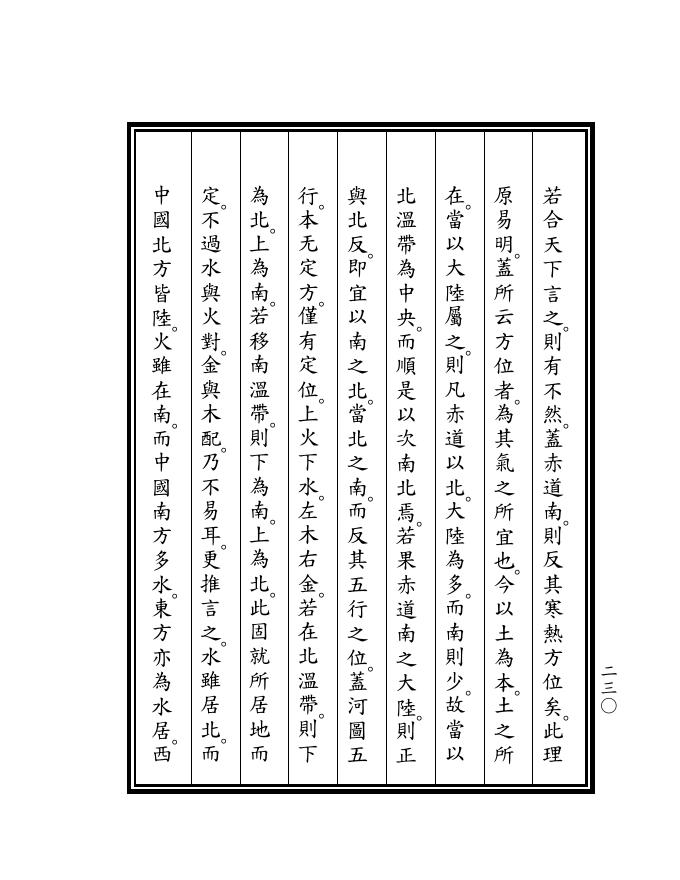 若合天下言之。則有不然。蓋赤道南。則反其寒熱方位矣。此理
原易明。蓋所云方位者。為其氣之所宜也。今以土為本。土之所
在。當以大陸屬之。則凡赤道以北。大陸為多。而南則少。故當以
北溫帶為中央。而順是以次南北焉。若果赤道南之大陸。則正
與北反。即宜以南之北。當北之南。而反其五行之位。蓋河圖五
行。本无定方。僅有定位。上火下水。左木右金。若在北溫帶。則下
為北。上為南。若移南溫帶。則下為南。上為北。此固就所居地而
定。不過水與火對。金與木配。乃不易耳。更推言之。水雖居北。而
中國北方皆陸。火雖在南。而中國南方多水。東方亦為水居。西
二三〇